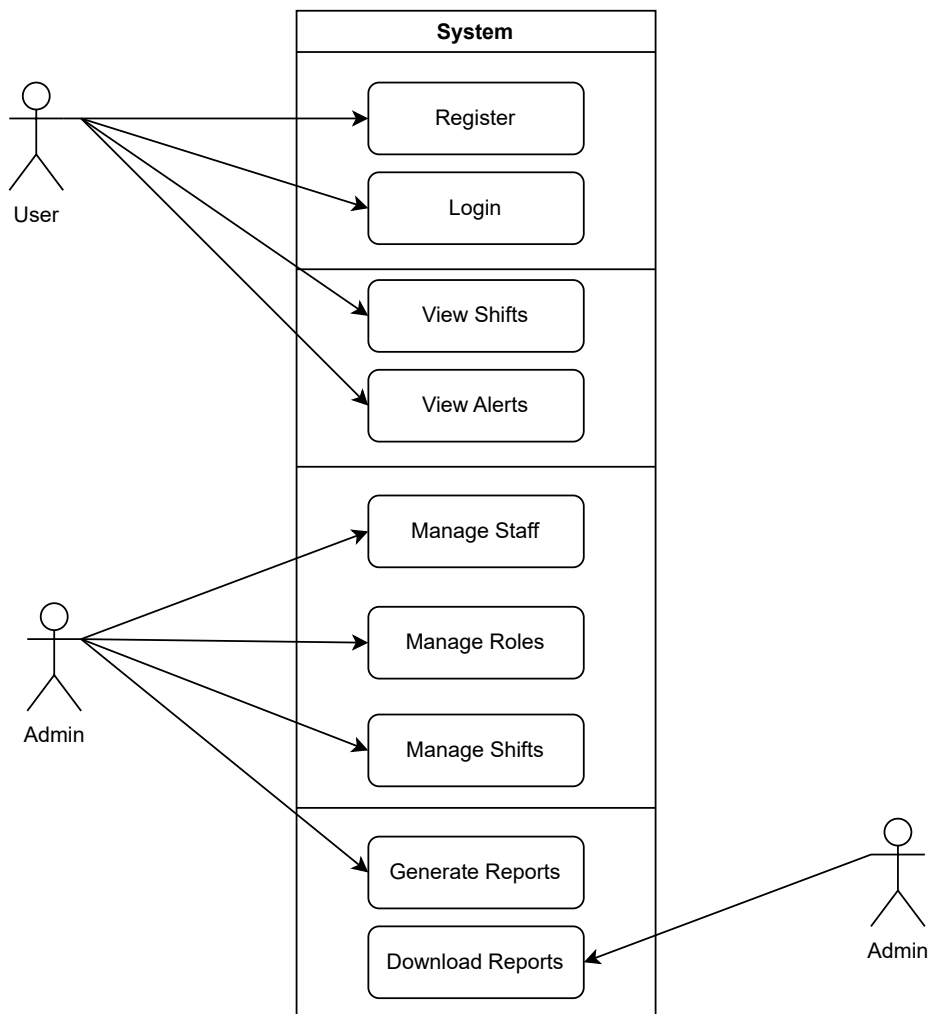 System
Register
Login
User
View Shifts
View Alerts
Manage Staff
Manage Roles
Admin
Manage Shifts
Generate Reports
Admin
Download Reports